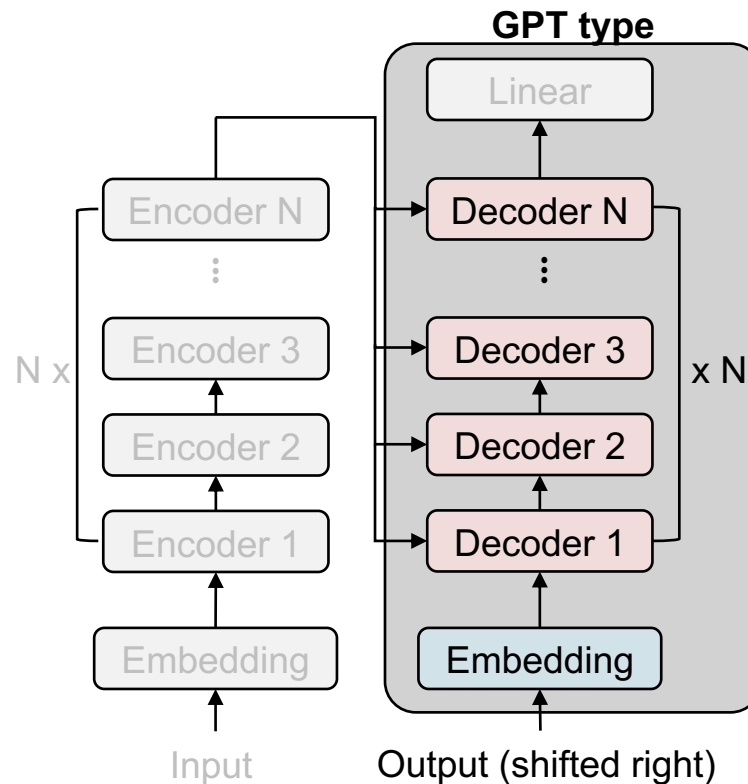 GPT type
Linear
Encoder N
Decoder N
⋮
⋮
Encoder 3
Decoder 3
N x
x N
Encoder 2
Decoder 2
Encoder 1
Decoder 1
Embedding
Embedding
Input
Output (shifted right)